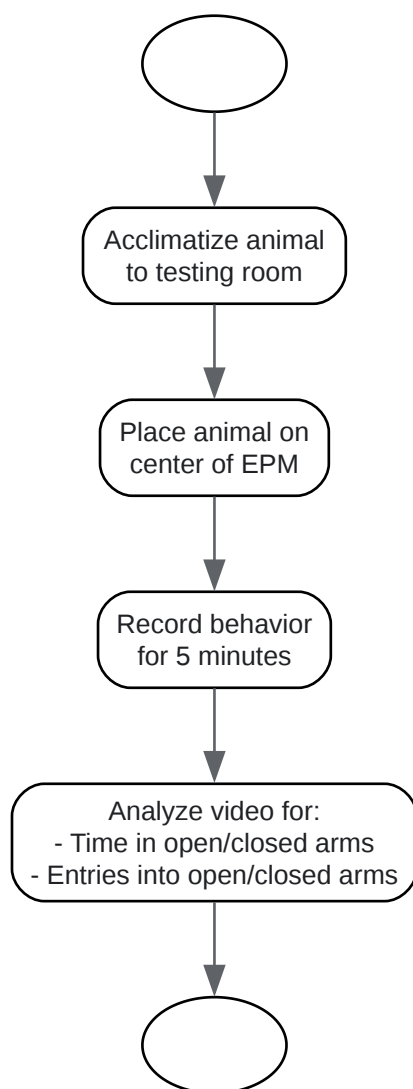 Acclimatize animal
to testing room
Place animal on
center of EPM
Record behavior
for 5 minutes
Analyze video for:
- Time in open/closed arms
- Entries into open/closed arms